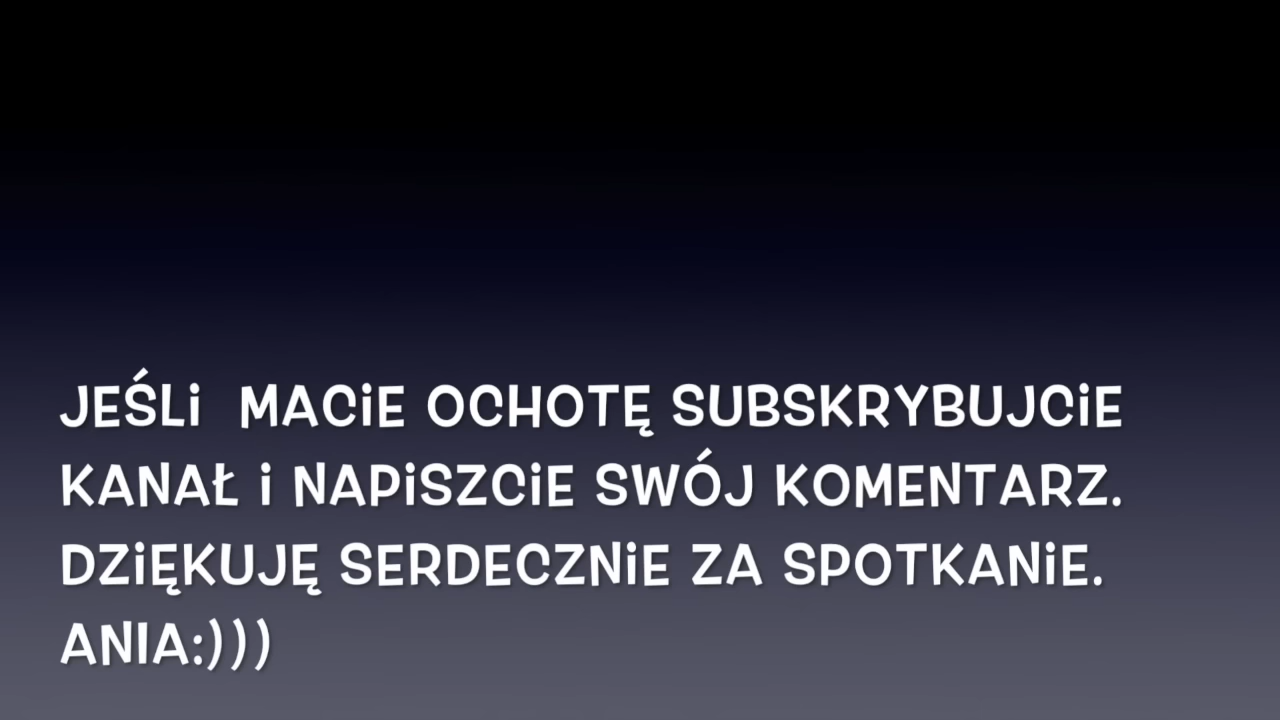 JEŚLi MACiE OCHOTĘ SUBSKRYBUJCiE
KANAŁ i NAPiSZCiE SWÓJ KOMENTARZ.
DZiĘKUJĘ SERDECZNiE ZA SPOTKANiE.
ANIA:)))